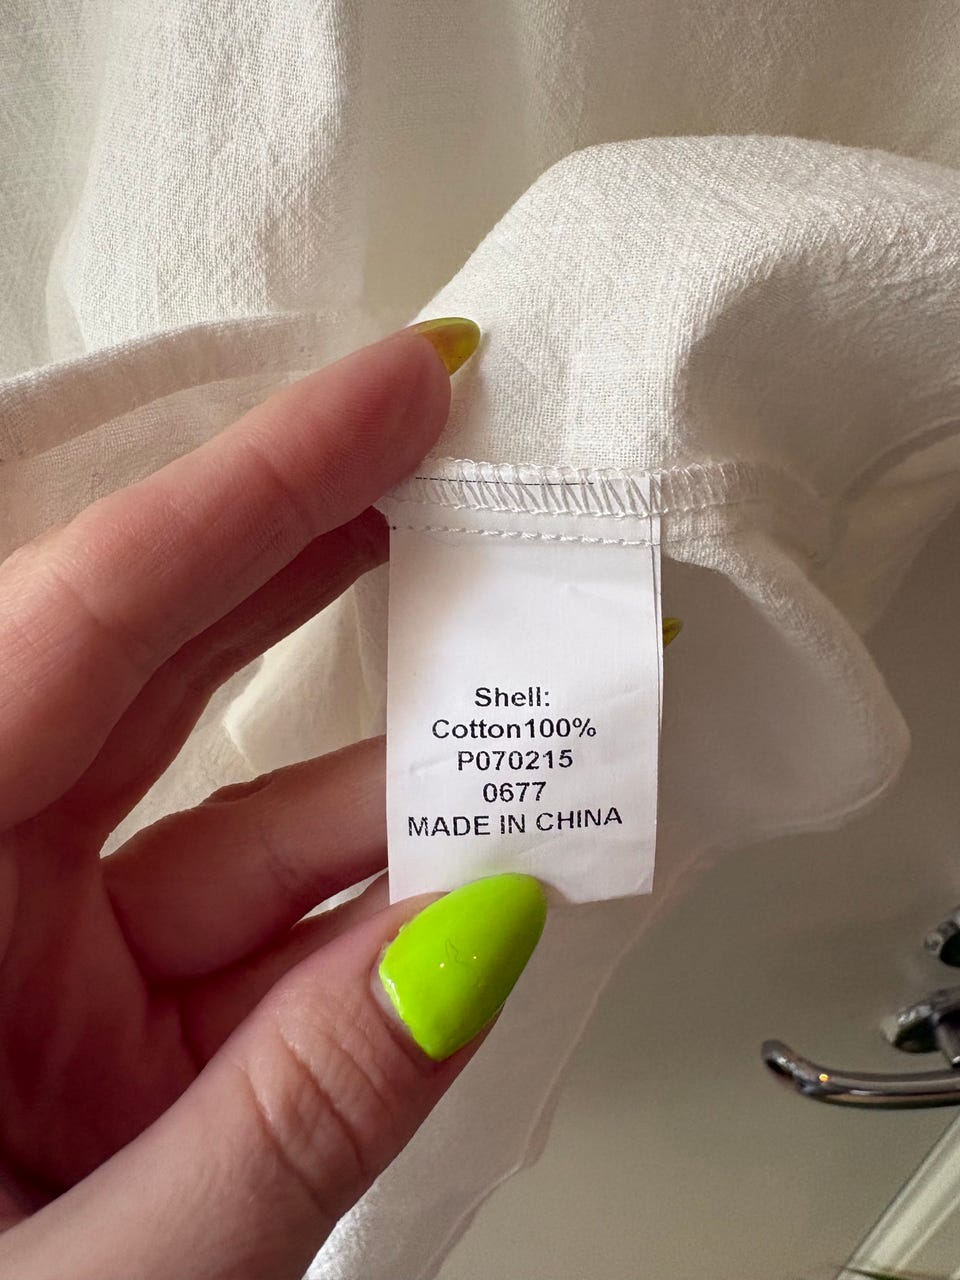 Shell:
Cotton100%
P070215
0677
MADE IN CHINA